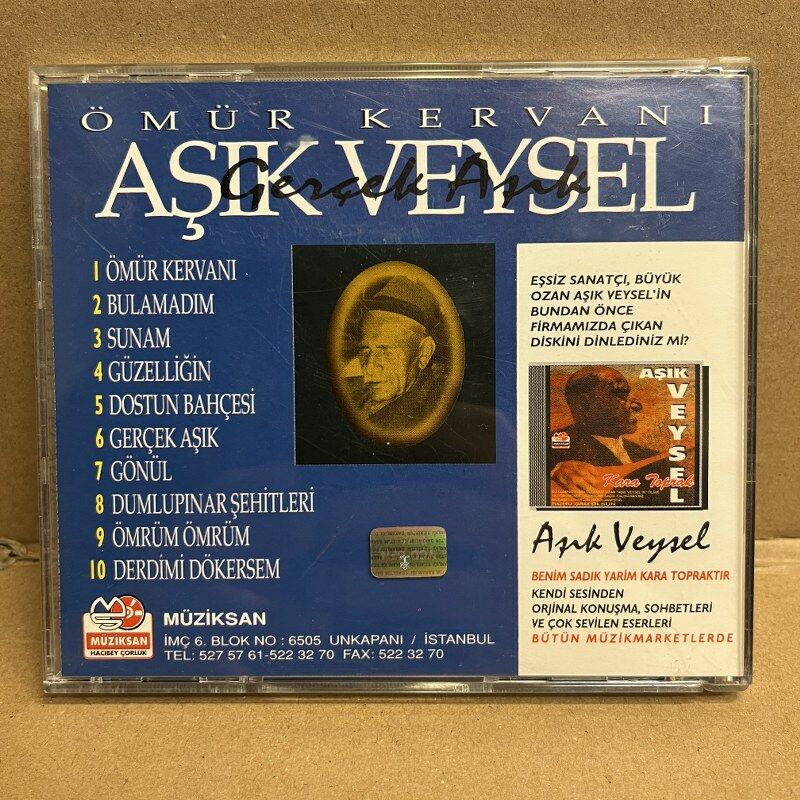 ÖMÜR KERVANI
AŞIK VEYSEL
Gerçek Aşık
1 ÖMÜR KERVANI
2 BULAMADIM
3 SUNAM
4 GÜZELLİĞİN
5 DOSTUN BAHÇESİ
6 GERÇEK AŞIK
7 GÖNÜL
8 DUMLUPINAR ŞEHİTLERİ
9 ÖMRÜM ÖMRÜM
10 DERDİMİ DÖKERSEM
MÜZİKSAN
HACIBEY ÇORLUK
MÜZİKSAN
İMÇ 6. BLOK NO : 6505 UNKAPANI / İSTANBUL
TEL: 527 57 61-522 32 70 FAX: 522 32 70
EŞSİZ SANATÇI, BÜYÜK
OZAN AŞIK VEYSEL'İN
BUNDAN ÖNCE
FİRMAMIZDA ÇIKAN
DİSKİNİ DİNLEDİNİZ Mİ?
AŞIK
VEYSEL
Kara Toprak
Aşık Veysel
BENİM SADIK YARİM KARA TOPRAKTIR
KENDİ SESİNDEN
ORJİNAL KONUŞMA, SOHBETLERİ
VE ÇOK SEVİLEN ESERLERİ
BÜTÜN MÜZİKMARKETLERDE